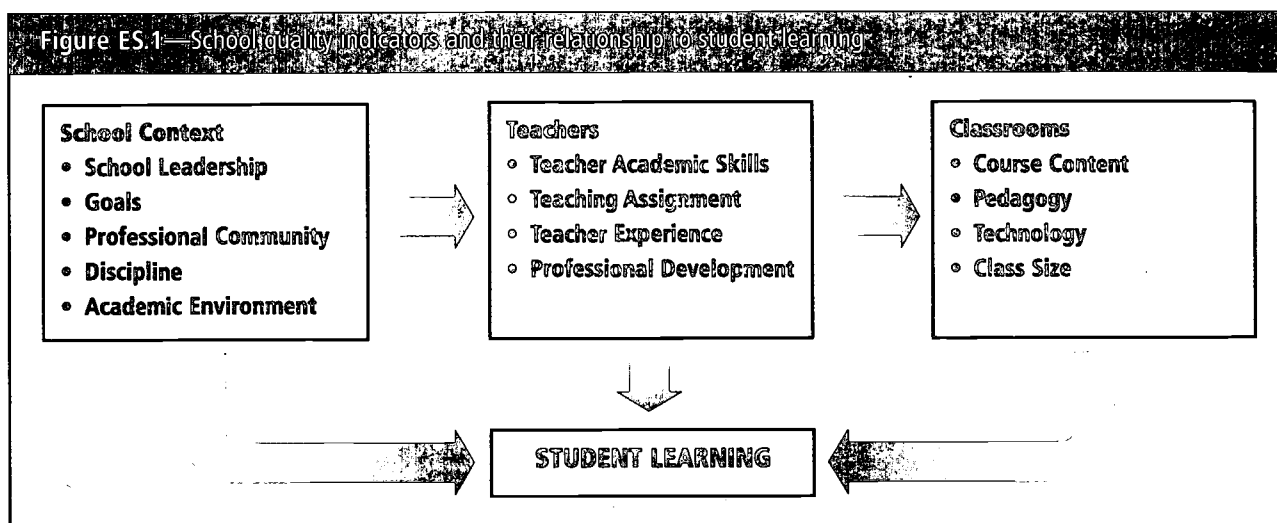 Figure ES.1—School quality indicators and their relationship to student learning
School Context
• School Leadership
• Goals
• Professional Community
• Discipline
• Academic Environment
Teachers
• Teacher Academic Skills
• Teaching Assignment
• Teacher Experience
• Professional Development
Classrooms
• Course Content
• Pedagogy
• Technology
• Class Size
STUDENT LEARNING